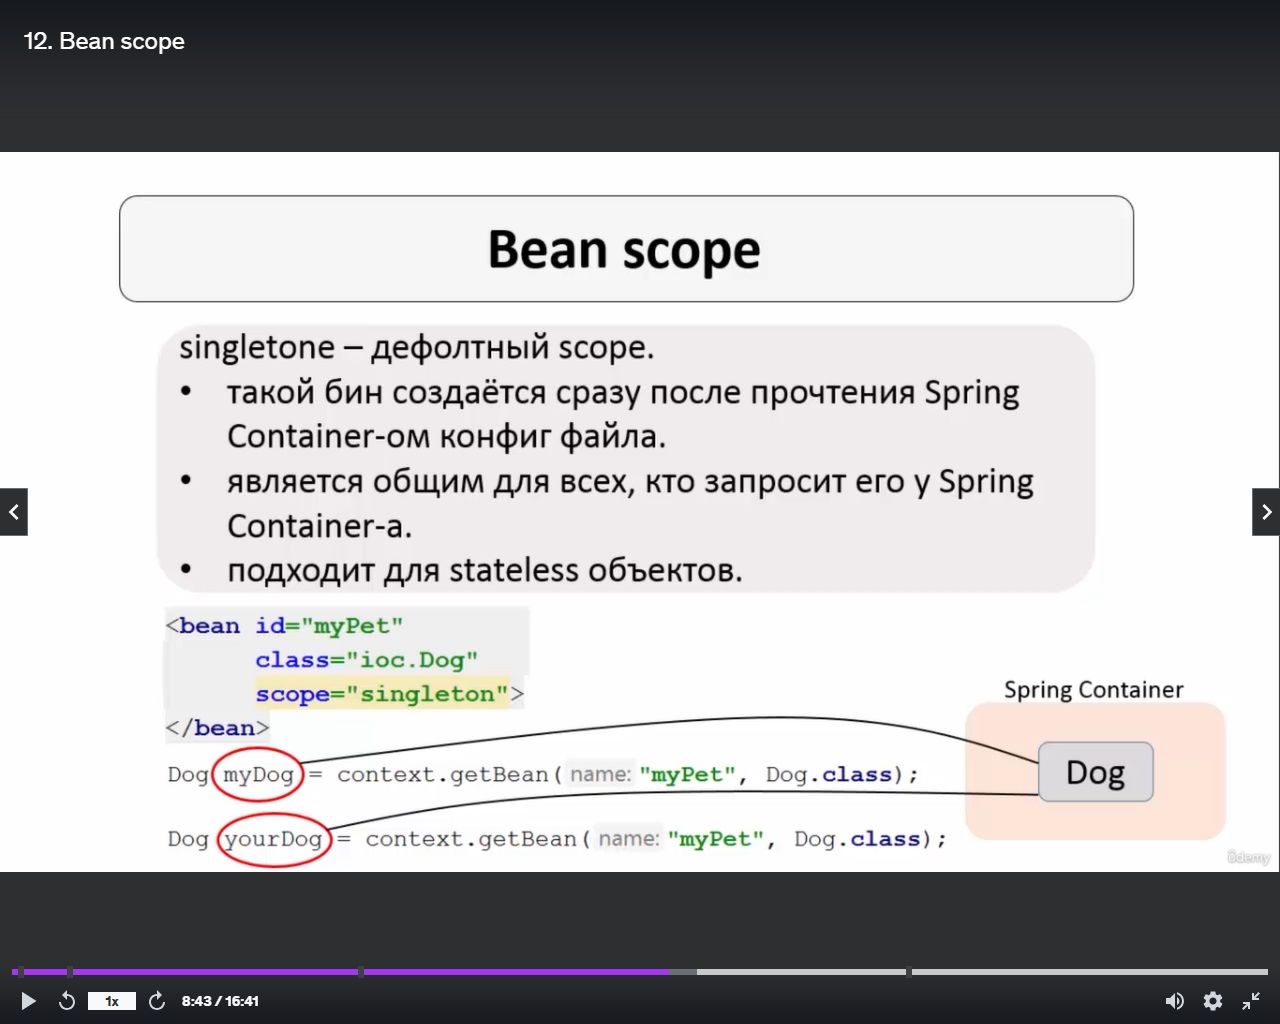 12. Bean scope
Bean scope
singletone – дефолтный scope.
• такой бин создаётся сразу после прочтения Spring
Container-ом конфиг файла.
• является общим для всех, кто запросит его у Spring
Container-а.
• подходит для stateless объектов.
<bean id="myPet"
class="ioc.Dog"
scope="singleton">
</bean>
Spring Container
Dog
Dog myDog = context.getBean( name: "myPet", Dog.class);
Dog yourDog = context.getBean( name: "myPet", Dog.class);
ûdemy
1x
8:43 / 16:41